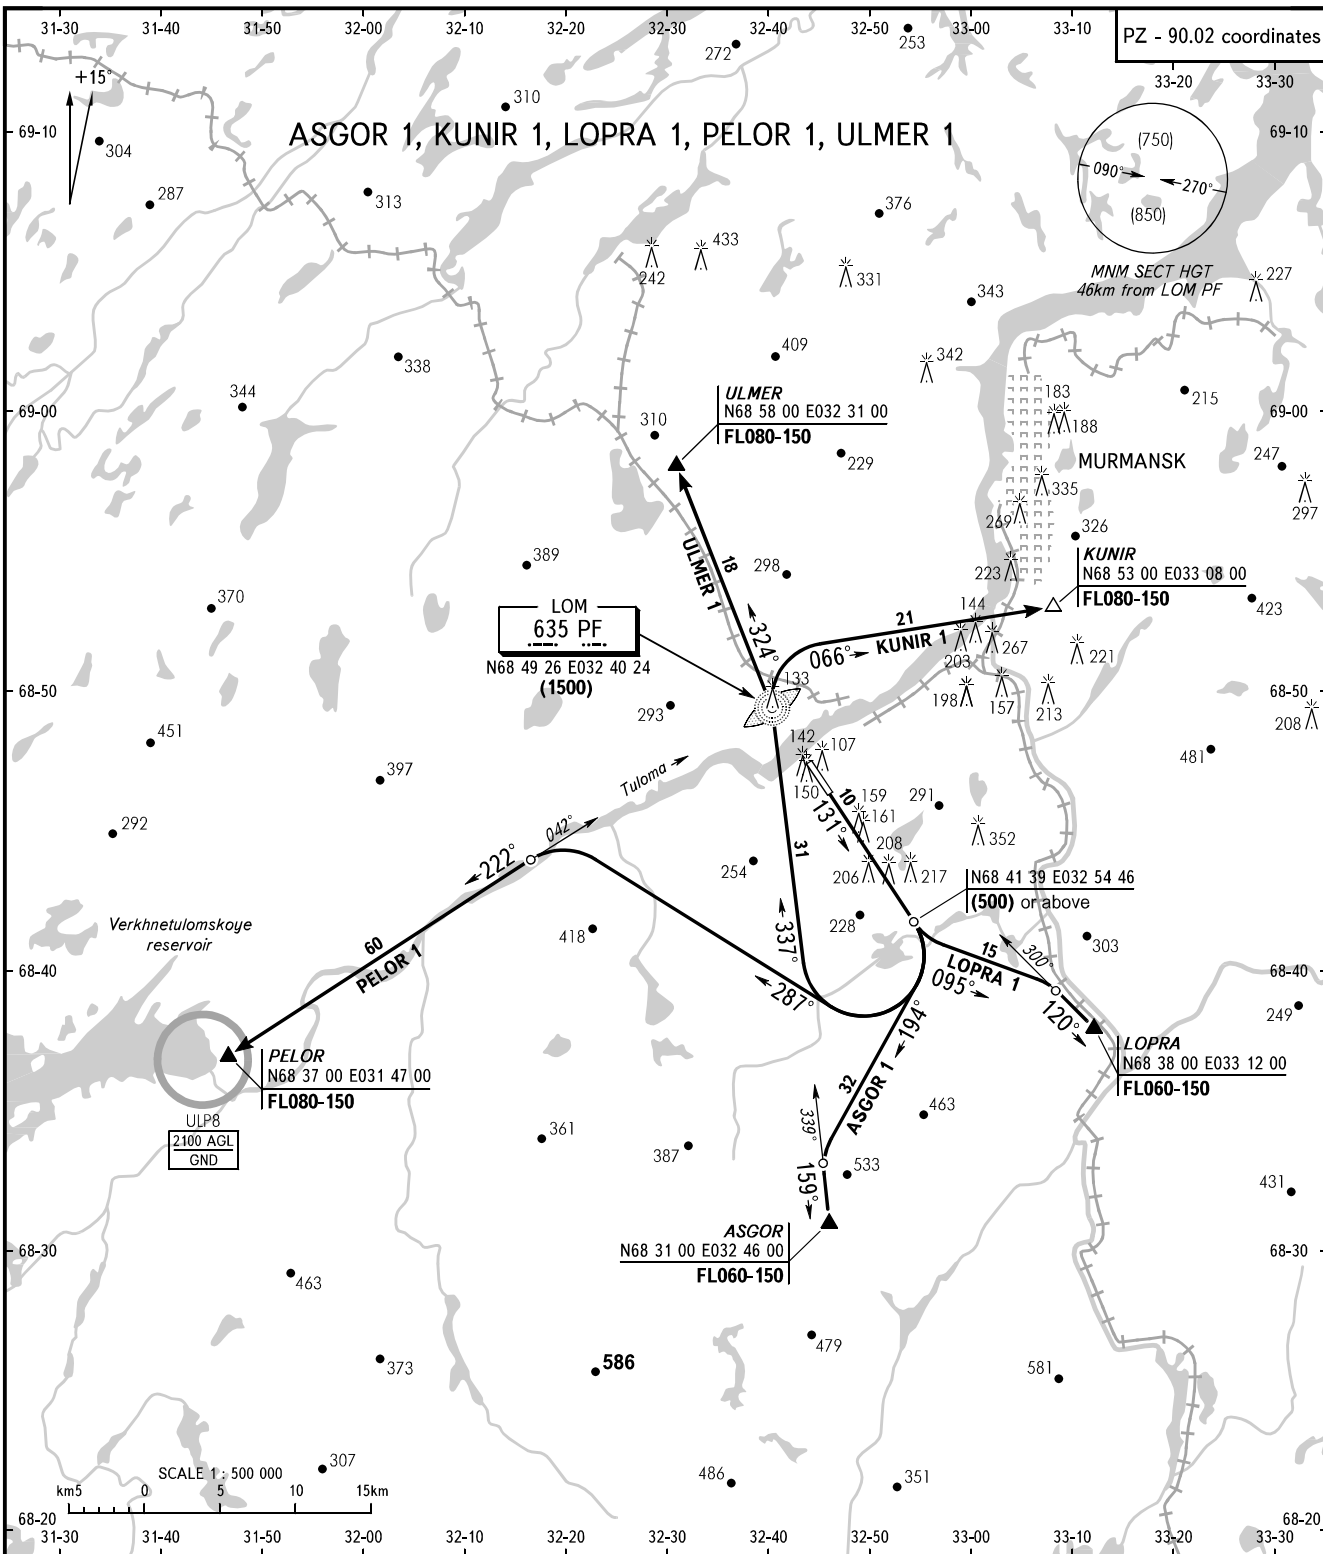 31-30 31-40 31-50 32-00 32-10 32-20 32-30 32-40 32-50 33-00 33-10
PZ - 90.02 coordinates
33-20 33-30
+15°
272
253
310
69-10
304
ASGOR 1, KUNIR 1, LOPRA 1, PELOR 1, ULMER 1
69-10
(750)
090°
270°
(850)
287
313
376
MNM SECT HGT
46km from LOM PF
242
433
331
227
343
338
409
342
344
183
188
215
69-00
69-00
ULMER
N68 58 00 E032 31 00
FL080-150
310
229
MURMANSK
247
335
297
269
326
389
298
223
KUNIR
N68 53 00 E033 08 00
FL080-150
370
18
ULMER 1
324°
423
LOM
635 PF
N68 49 26 E032 40 24
(1500)
21
066°
KUNIR 1
144
203
267
221
133
68-50
68-50
293
198
157
213
208
451
397
Tuloma
142
107
150
481
10
131°
159
161
291
352
292
042°
222°
31
254
208
206
217
N68 41 39 E032 54 46
(500) or above
Verkhnetulomskoye
reservoir
418
228
303
60
PELOR 1
337°
15
LOPRA 1
095°
300°
68-40
68-40
287°
194°
120°
249
PELOR
N68 37 00 E031 47 00
FL080-150
LOPRA
N68 38 00 E033 12 00
FL060-150
32
ASGOR 1
ULP8
2100 AGL
GND
361
387
339°
463
533
159°
431
ASGOR
N68 31 00 E032 46 00
FL060-150
68-30
68-30
463
479
373
586
581
307
486
351
SCALE 1 : 500 000
km5 0 5 10 15km
68-20
68-20
31-30 31-40 31-50 32-00 32-10 32-20 32-30 32-40 32-50 33-00 33-10 33-20 33-30